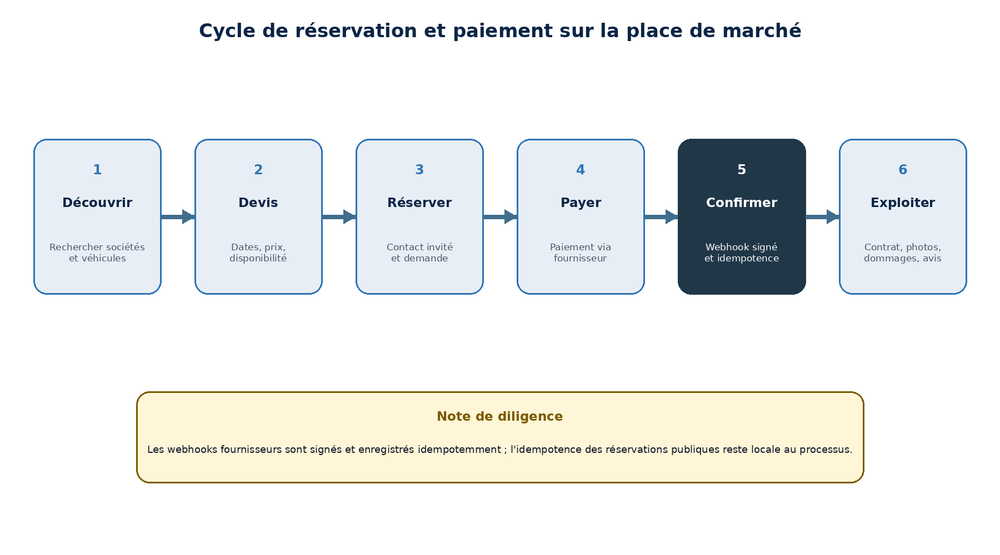 Cycle de réservation et paiement sur la place de marché
1
Découvrir
Rechercher sociétés
et véhicules
2
Devis
Dates, prix,
disponibilité
3
Réserver
Contact invité
et demande
4
Payer
Paiement via
fournisseur
5
Confirmer
Webhook signé
et idempotence
6
Exploiter
Contrat, photos,
dommages, avis
Note de diligence
Les webhooks fournisseurs sont signés et enregistrés idempotemment ; l'idempotence des réservations publiques reste locale au processus.